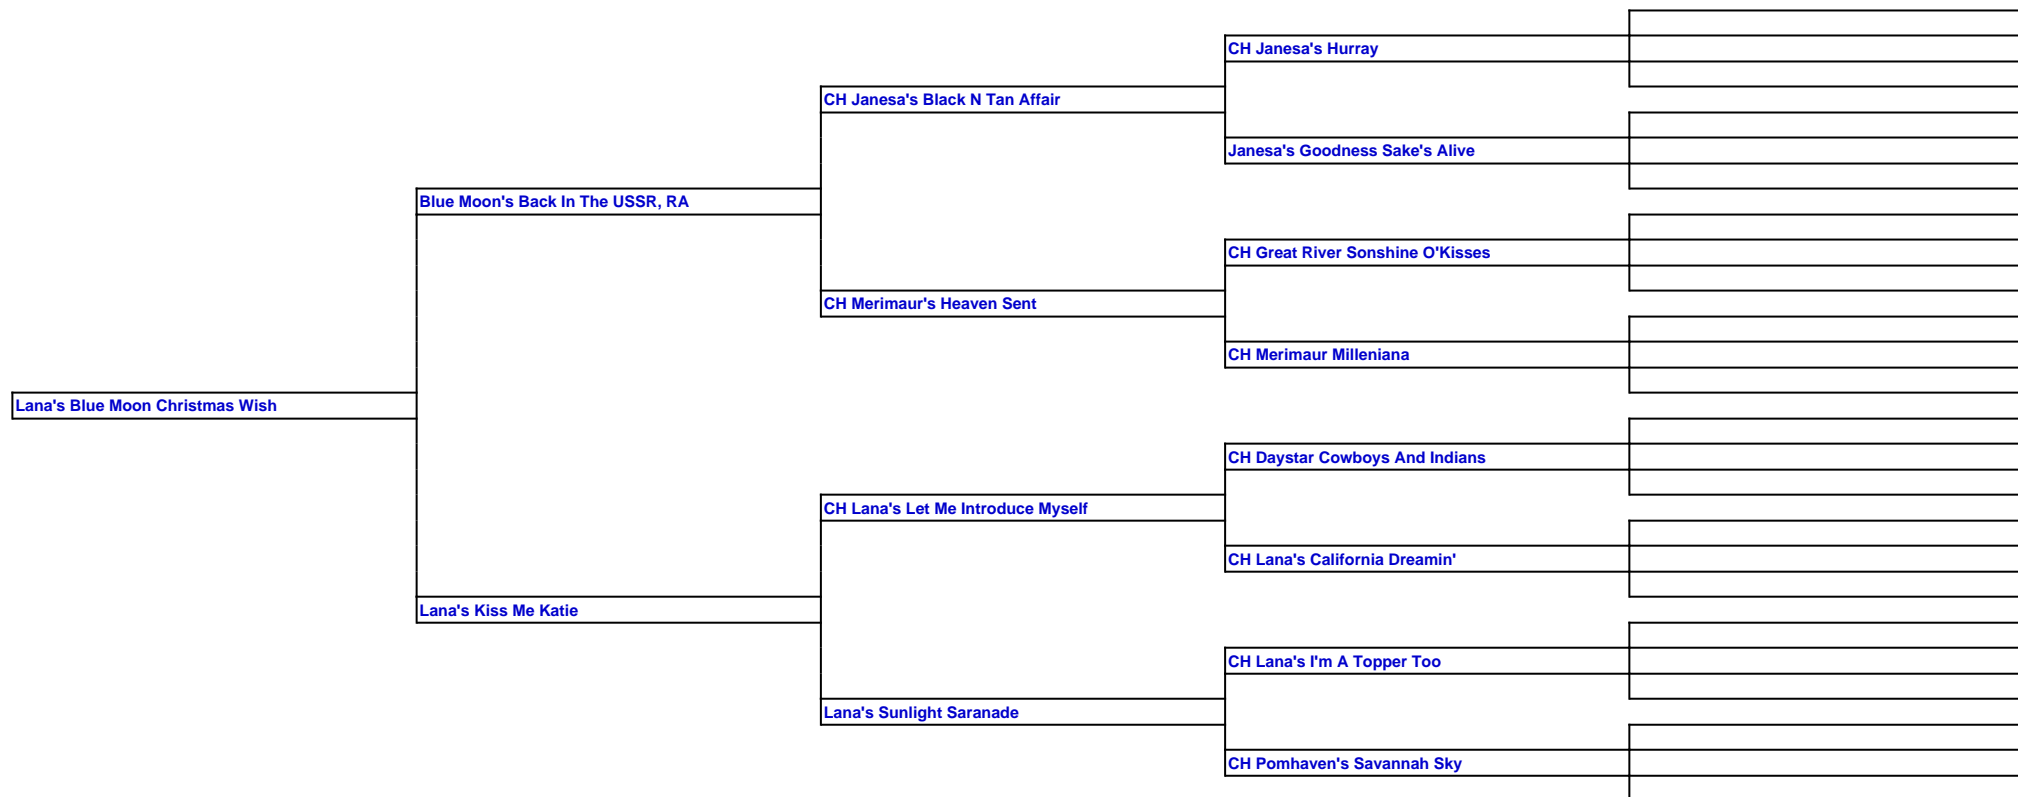 CH Janesa's Hurray
CH Janesa's Black N Tan Affair
Janesa's Goodness Sake's Alive
Blue Moon's Back In The USSR, RA
CH Great River Sonshine O'Kisses
CH Merimaur's Heaven Sent
CH Merimaur Milleniana
Lana's Blue Moon Christmas Wish
CH Daystar Cowboys And Indians
CH Lana's Let Me Introduce Myself
CH Lana's California Dreamin'
Lana's Kiss Me Katie
CH Lana's I'm A Topper Too
Lana's Sunlight Saranade
CH Pomhaven's Savannah Sky